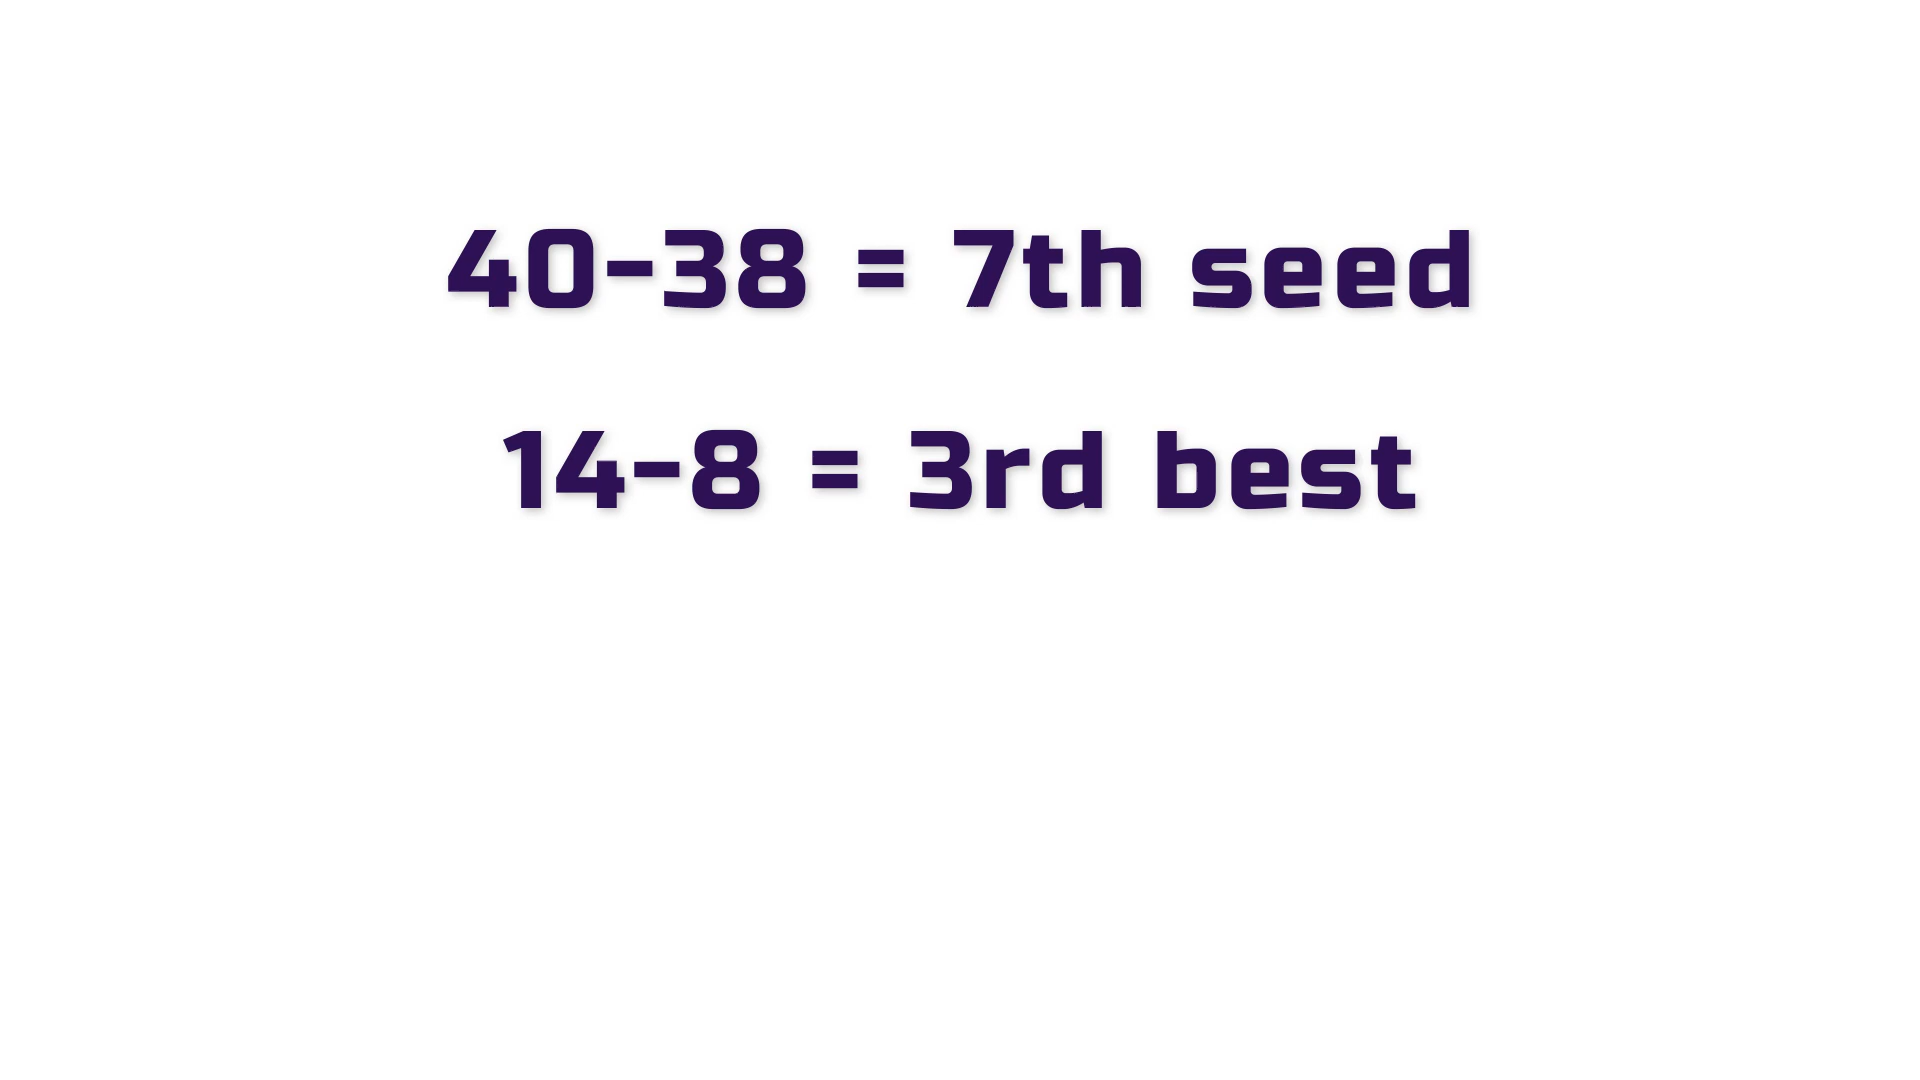 40-38 = 7th seed
14-8 = 3rd best